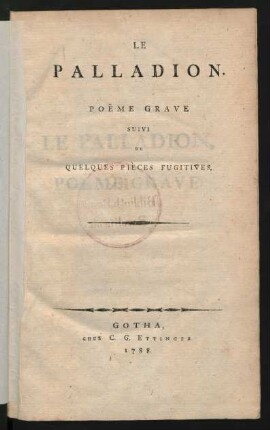 LE
PALLADION.
POËME GRAVE
SUIVI
DE
QUELQUES PIÈCES FUGITIVES.
GOTHA,
CHEZ C. G. ETTINGER
1788